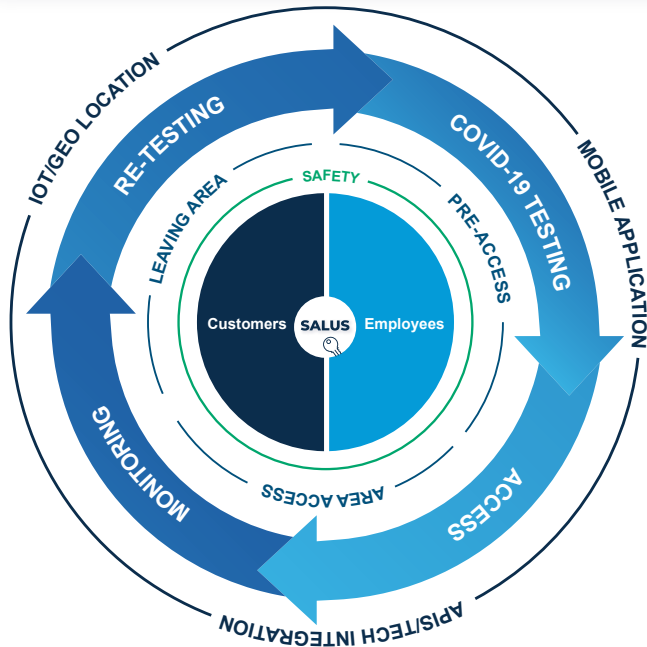 IOT/GEO LOCATION
MOBILE APPLICATION
APIS/TECH INTEGRATION
RE-TESTING
COVID-19 TESTING
ACCESS
MONITORING
LEAVING AREA
PRE-ACCESS
AREA ACCESS
SAFETY
Customers
SALUS
Employees